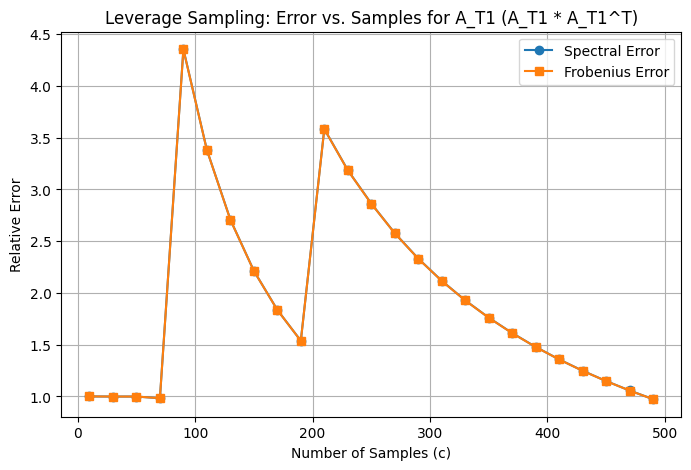 Leverage Sampling: Error vs. Samples for A_T1 (A_T1 * A_T1^T)
4.5
4.0
3.5
3.0
2.5
2.0
1.5
1.0
Relative Error
Spectral Error
Frobenius Error
0
100
200
300
400
500
Number of Samples (c)